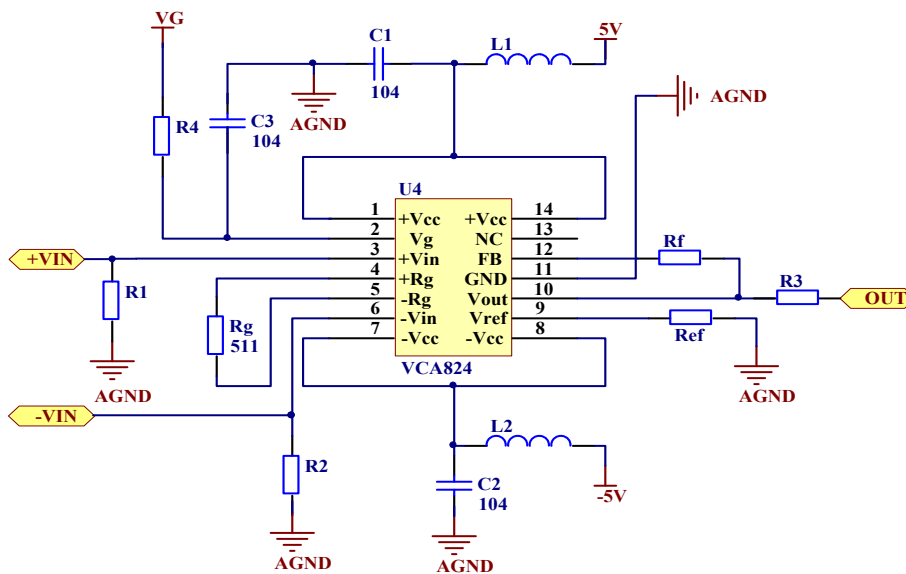 VG
C1
L1
5V
104
AGND
AGND
R4
C3
104
U4
1 +Vcc +Vcc 14
2 Vg NC 13
3 +Vin FB 12
4 +Rg GND 11
5 -Rg Vout 10
6 -Vin Vref 9
7 -Vcc -Vcc 8
VCA824
+VIN
R1
Rf
R3
OUT
Rg
511
Ref
AGND
AGND
-VIN
R2
L2
C2
104
-5V
AGND
AGND